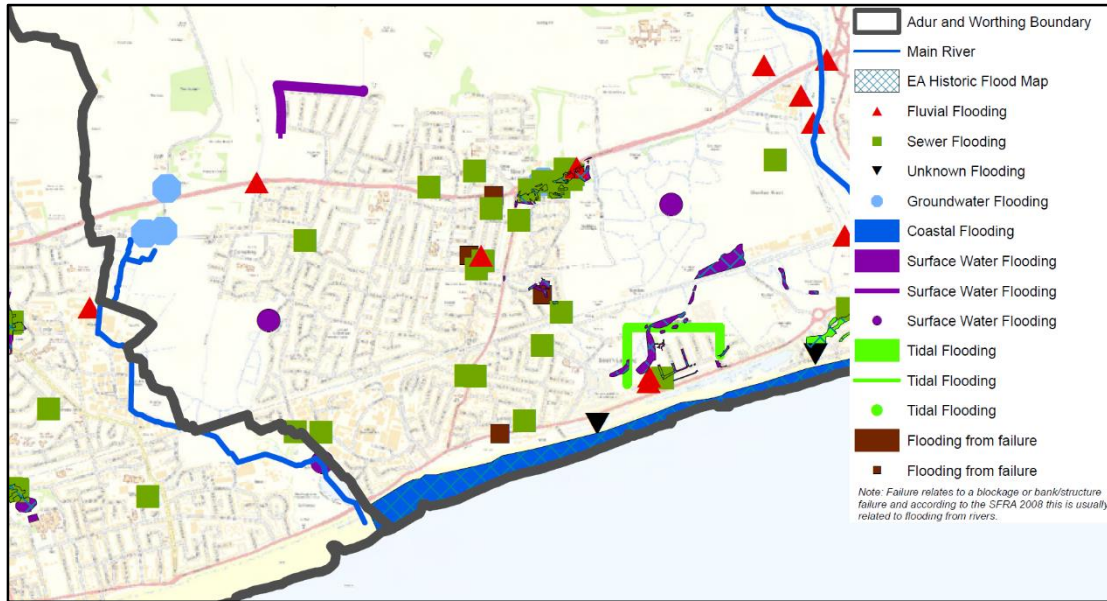 Adur and Worthing Boundary
Main River
EA Historic Flood Map
Fluvial Flooding
Sewer Flooding
Unknown Flooding
Groundwater Flooding
Coastal Flooding
Surface Water Flooding
Surface Water Flooding
Surface Water Flooding
Tidal Flooding
Tidal Flooding
Tidal Flooding
Flooding from failure
Flooding from failure
Note: Failure relates to a blockage or bank/structure
failure and according to the SFRA 2008 this is usually
related to flooding from rivers.